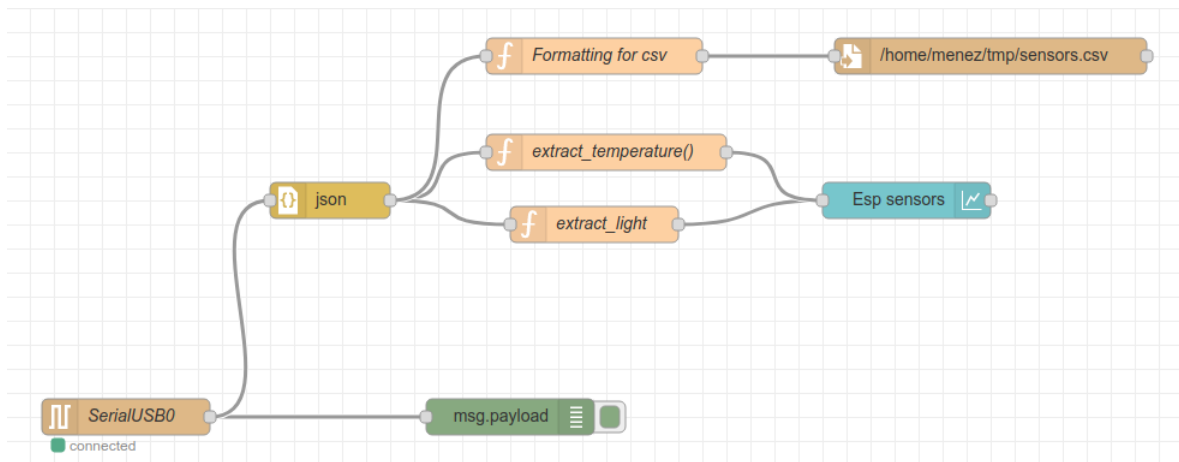 Formatting for csv
/home/menez/tmp/sensors.csv
extract_temperature()
json
Esp sensors
extract_light
SerialUSB0
msg.payload
connected